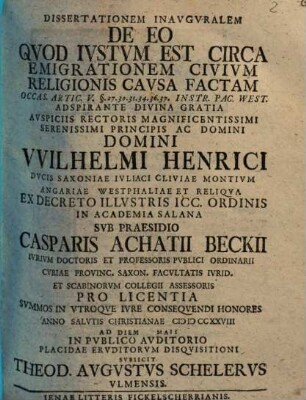 2
DISSERTATIONEM INAVGVRALEM
DE EO
QVOD IVSTVM EST CIRCA
EMIGRATIONEM CIVIVM
RELIGIONIS CAVSA FACTAM
OCCAS. ARTIC. V. §. 27. 30. 31. 34. 36. 37. INSTR. PAC. WEST.
ADSPIRANTE DIVINA GRATIA
AVSPICIIS RECTORIS MAGNIFICENTISSIMI
SERENISSIMI PRINCIPIS AC DOMINI
DOMINI
VVILHELMI HENRICI
DVCIS SAXONIAE IVLIACI CLIVIAE MONTIVM
ANGARIAE WESTPHALIAE ET RELIQVA
EX DECRETO ILLVSTRIS ICC. ORDINIS
IN ACADEMIA SALANA
SVB PRAESIDIO
CASPARIS ACHATII BECKII
IVRIVM DOCTORIS ET PROFESSORIS PVBLICI ORDINARII
CVRIAE PROVINC. SAXON. FACVLTATIS IVRID.
ET SCABINORVM COLLEGII ASSESSORIS
PRO LICENTIA
SVMMOS IN VTROQVE IVRE CONSEQVENDI HONORES
ANNO SALVTIS CHRISTIANAE CIƆIƆCCXXVIII
AD DIEM MAII
IN PVBLICO AVDITORIO
PLACIDAE ERVDITORVM DISQVISITIONI
SVBIICIT
THEOD. AVGVSTVS SCHELERVS
VLMENSIS.
IENAE LITTERIS FICKELSCHERRIANIS.